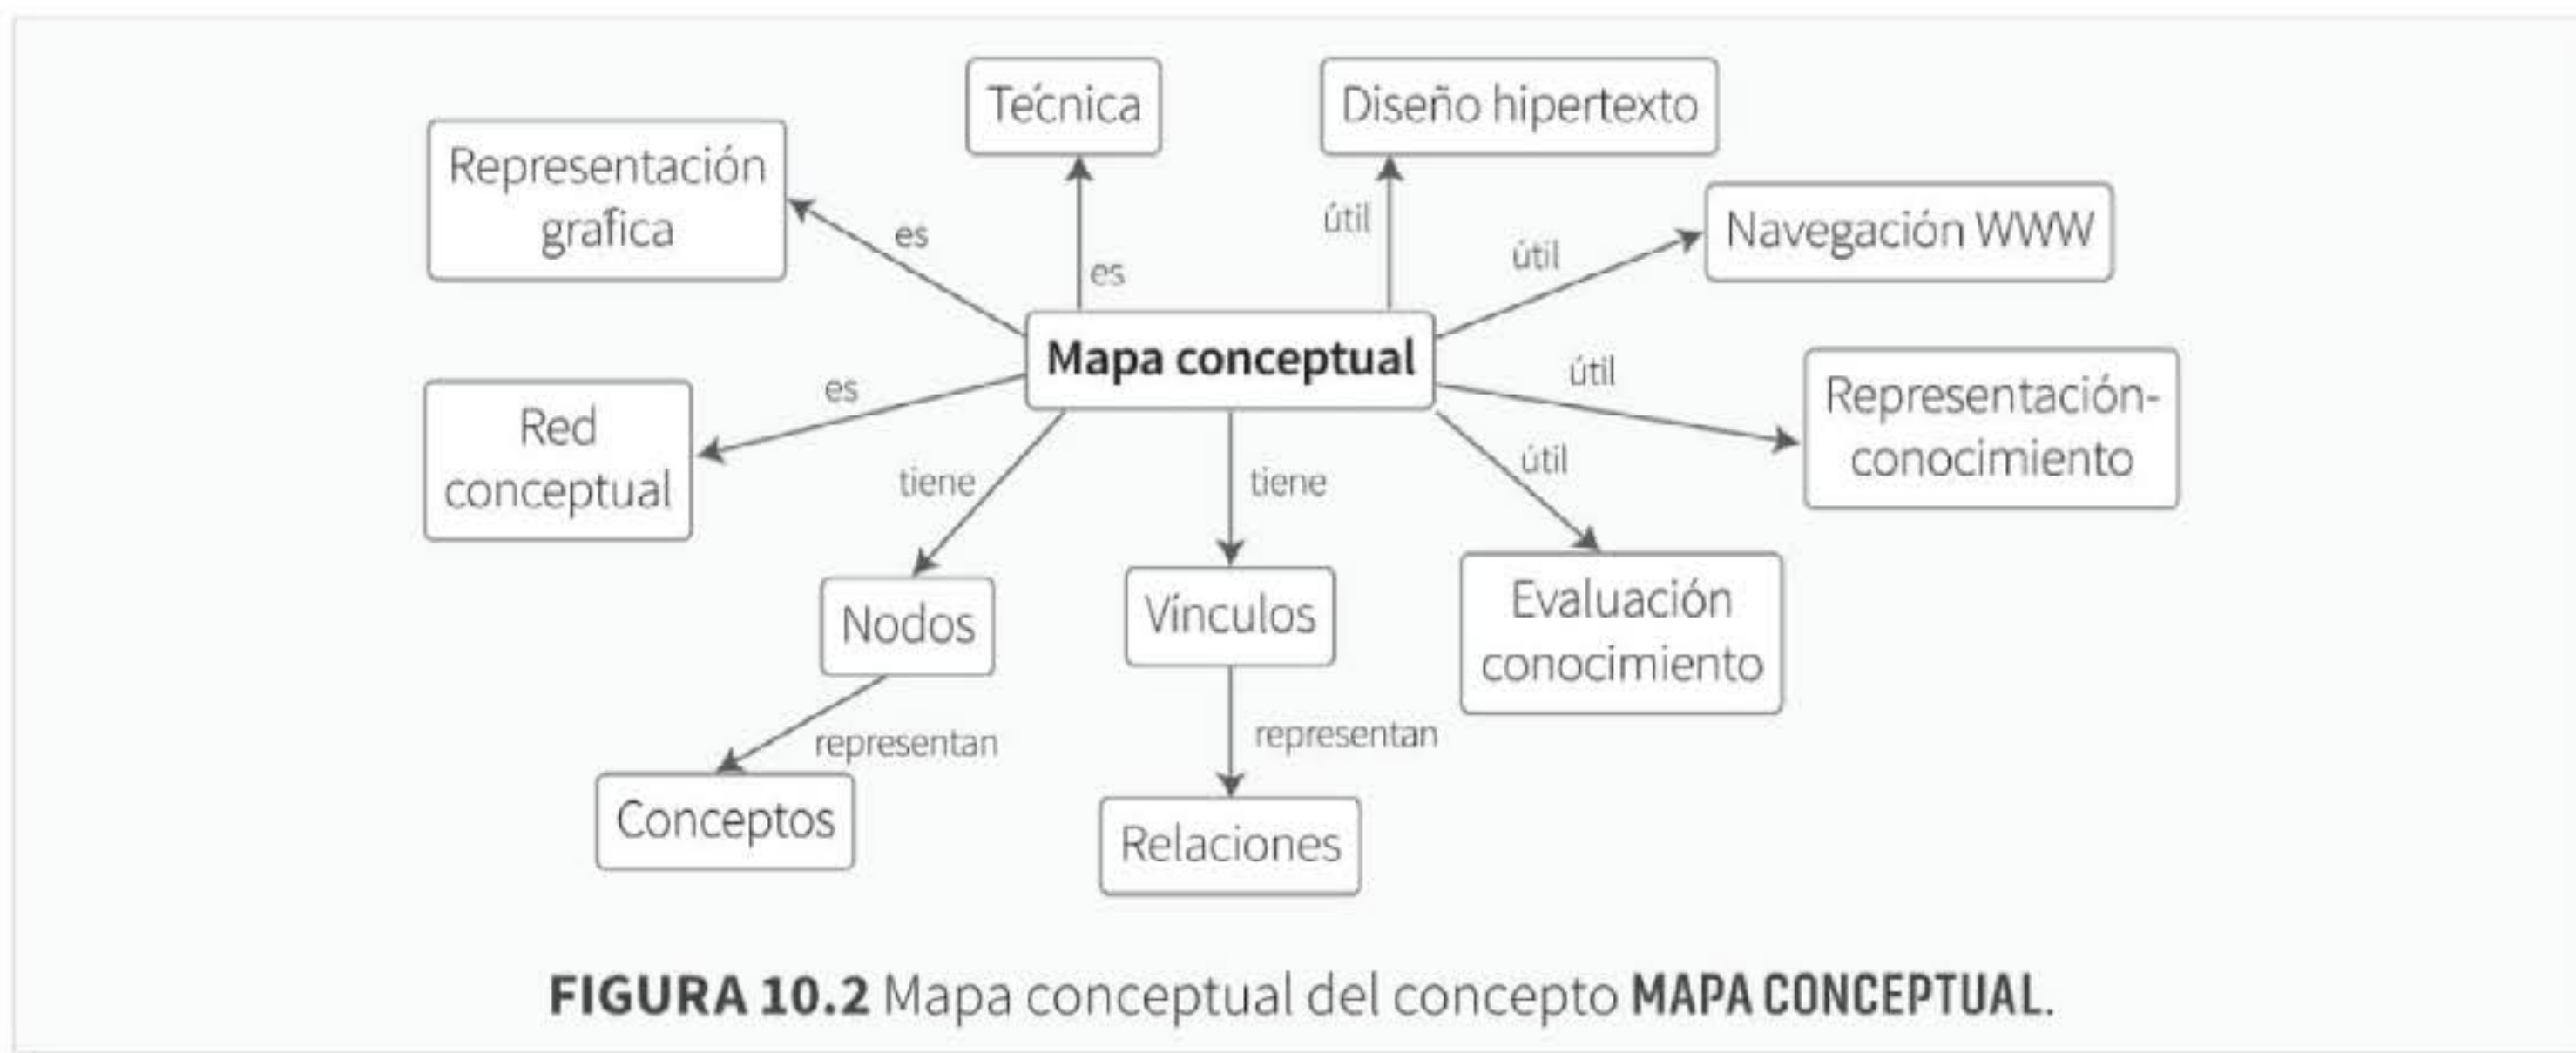 Técnica
Diseño hipertexto
Representación
grafica
Navegación WWW
es
útil
útil
es
Mapa conceptual
útil
Representación-
conocimiento
es
Red
conceptual
útil
tiene
tiene
Evaluación
conocimiento
Nodos
Vínculos
representan
representan
Conceptos
Relaciones
FIGURA 10.2 Mapa conceptual del concepto MAPA CONCEPTUAL.